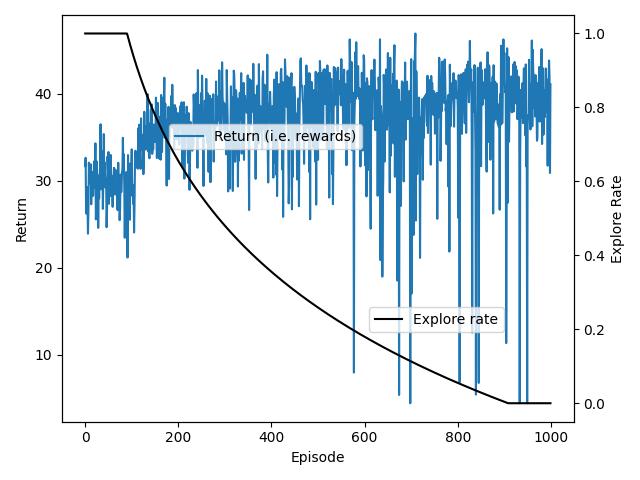 40
30
20
10
Return
Return (i.e. rewards)
Explore rate
1.0
0.8
0.6
0.4
0.2
0.0
Explore Rate
0 200 400 600 800 1000
Episode